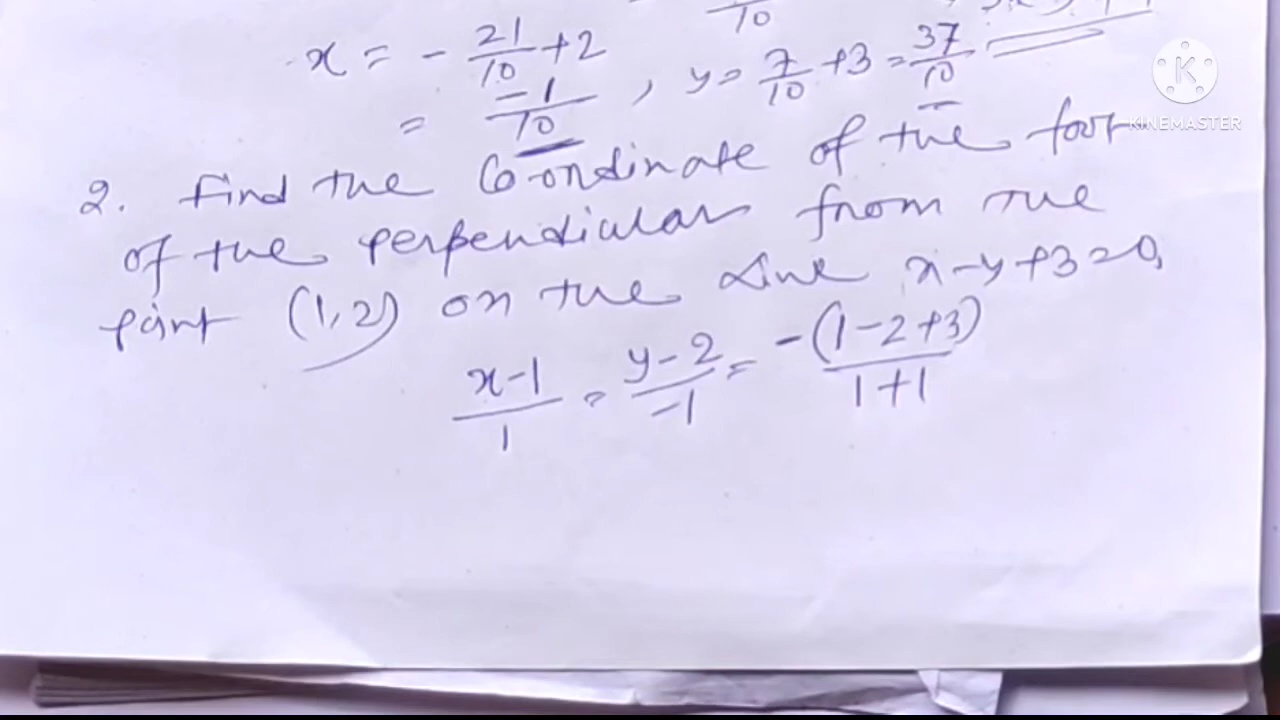 10
x = - 21/10 + 2 , y = 7/10 + 3 = 37/10
= -1/10
KINEMASTER
2. Find the Co-ordinate of the foot
of the perpendicular from the
point (1,2) on the line x-y+3=0,
x-1/1 = y-2/-1 = -(1-2+3)/1+1